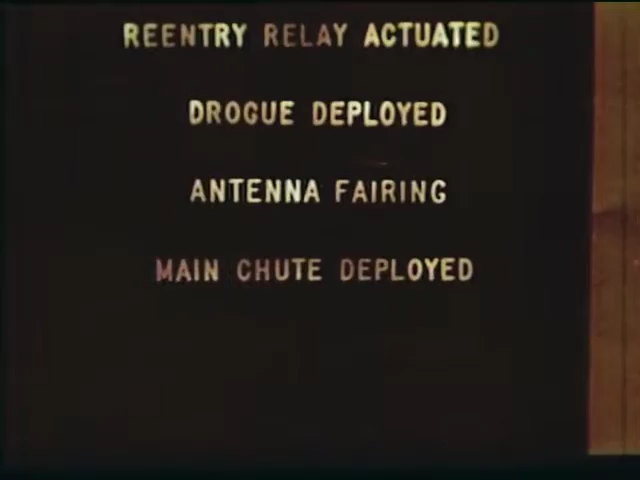 REENTRY RELAY ACTUATED
DROGUE DEPLOYED
ANTENNA FAIRING
MAIN CHUTE DEPLOYED